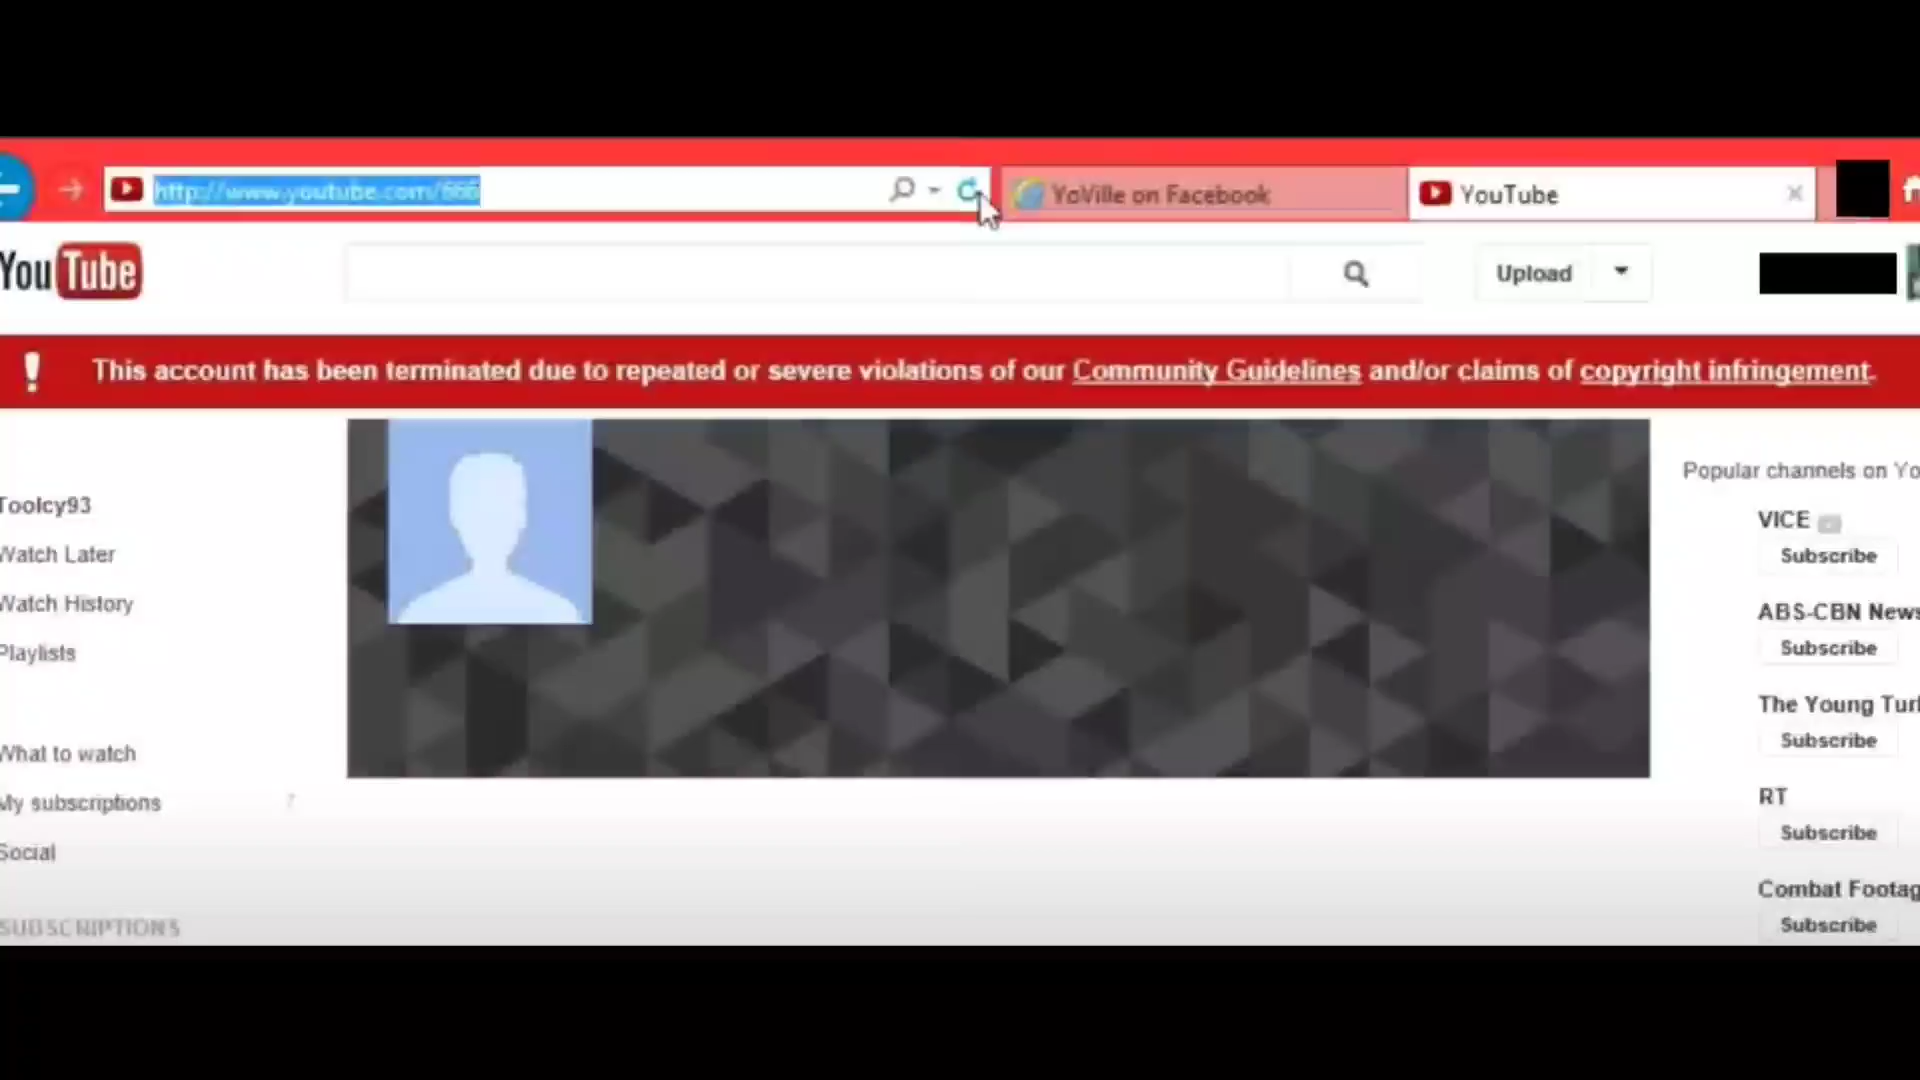 http://www.youtube.com/666
YoVille on Facebook
YouTube
YouTube
Upload
This account has been terminated due to repeated or severe violations of our Community Guidelines and/or claims of copyright infringement.
Toolcy93
Watch Later
Watch History
Playlists
What to watch
My subscriptions
Social
SUBSCRIPTIONS
Popular channels on Yo
VICE
Subscribe
ABS-CBN News
Subscribe
The Young Turk
Subscribe
RT
Subscribe
Combat Footag
Subscribe